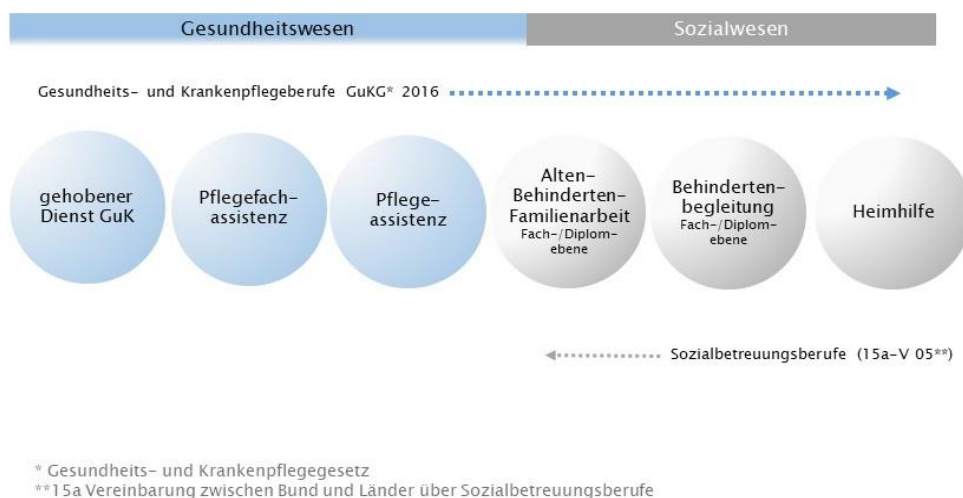 Gesundheitswesen
Sozialwesen
Gesundheits- und Krankenpflegeberufe GuKG* 2016
gehobener
Dienst GuK
Pflegefach-
assistenz
Pflege-
assistenz
Alten-
Behinderten-
Familienarbeit
Fach-/Diplom-
ebene
Behinderten-
begleitung
Fach-/Diplom-
ebene
Heimhilfe
Sozialbetreuungsberufe (15a-V 05**)
* Gesundheits- und Krankenpflegegesetz
**15a Vereinbarung zwischen Bund und Länder über Sozialbetreuungsberufe